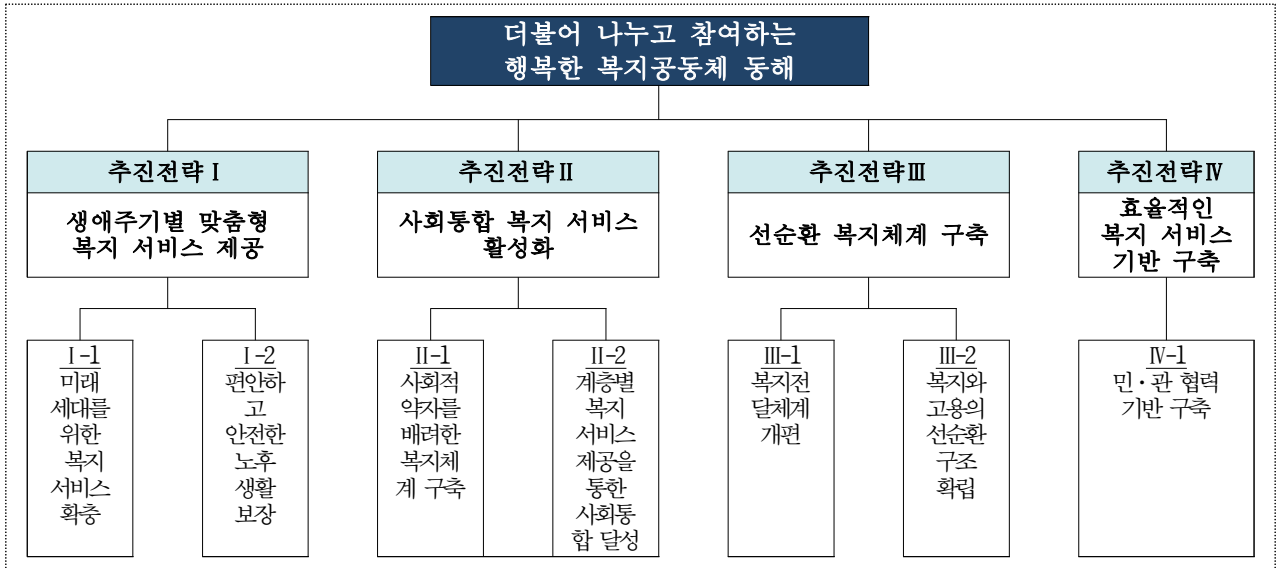 더불어 나누고 참여하는
행복한 복지공동체 동해
추진전략Ⅰ
생애주기별 맞춤형
복지 서비스 제공
추진전략Ⅱ
사회통합 복지 서비스
활성화
추진전략Ⅲ
선순환 복지체계 구축
추진전략Ⅳ
효율적인
복지 서비스
기반 구축
Ⅰ-1
미래
세대를
위한
복지
서비스
확충
Ⅰ-2
편안하
고
안전한
노후
생활
보장
Ⅱ-1
사회적
약자를
배려한
복지체
계 구축
Ⅱ-2
계층별
복지
서비스
제공을
통한
사회통
합 달성
Ⅲ-1
복지전
달체계
개편
Ⅲ-2
복지와
고용의
선순환
구조
확립
Ⅳ-1
민·관 협력
기반 구축